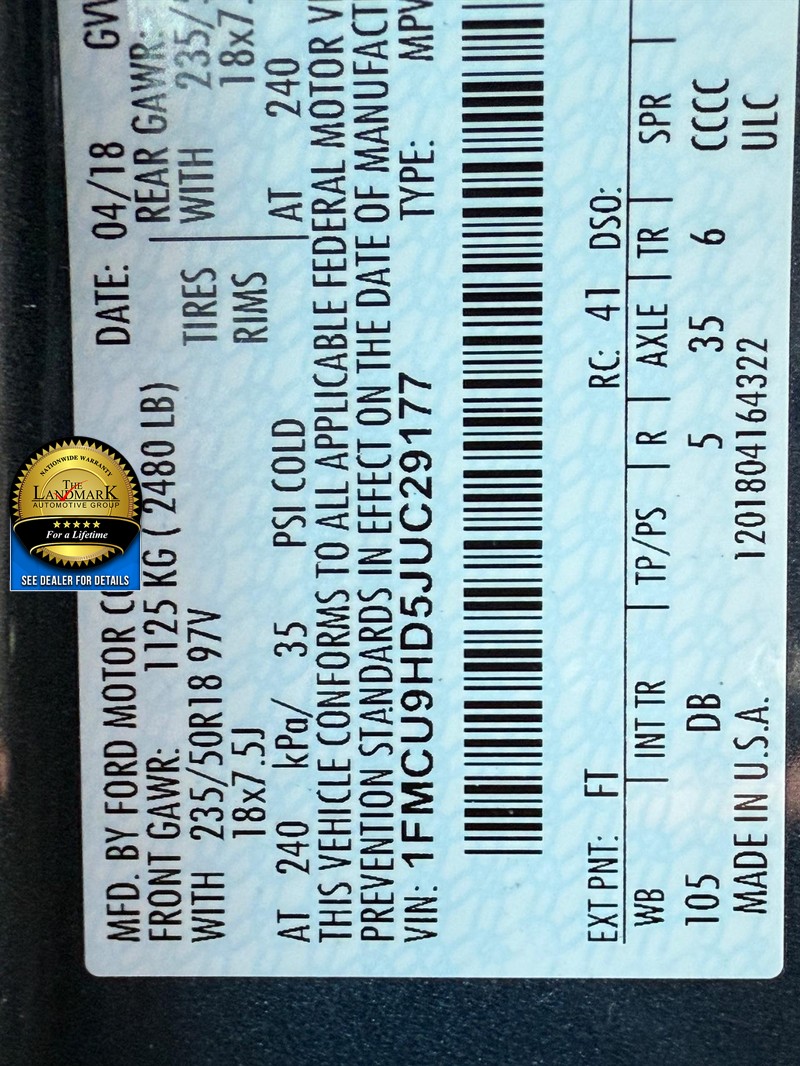 MFD. BY FORD MOTOR
DATE: 04/18
FRONT GAWR:
1125 KG ( 2480 LB)
REAR GAWR:
WITH 235/50R18 97V
TIRES
WITH
18x7.5J
RIMS
AT 240 kPa/ 35 PSI COLD
AT 240
THIS VEHICLE CONFORMS TO ALL APPLICABLE FEDERAL MOTOR
PREVENTION STANDARDS IN EFFECT ON THE DATE OF
VIN: 1FMCU9HD5JUC29177
TYPE: MPV
EXT PNT: FT
RC: 41 DSO:
WB INT TR TP/PS R AXLE TR SPR
105 DB 5 35 6 CCCC
MADE IN U.S.A. 1201804164322 ULC
NATIONWIDE WARRANTY
THE
LANDMARK
AUTOMOTIVE GROUP
For a Lifetime
SEE DEALER FOR DETAILS